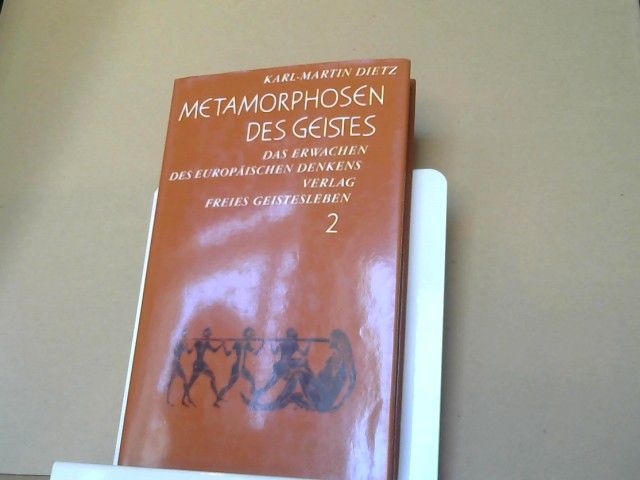 KARL-MARTIN DIETZ
METAMORPHOSEN
DES GEISTES
DAS ERWACHEN
DES EUROPÄISCHEN DENKENS
VERLAG
FREIES GEISTESLEBEN
2